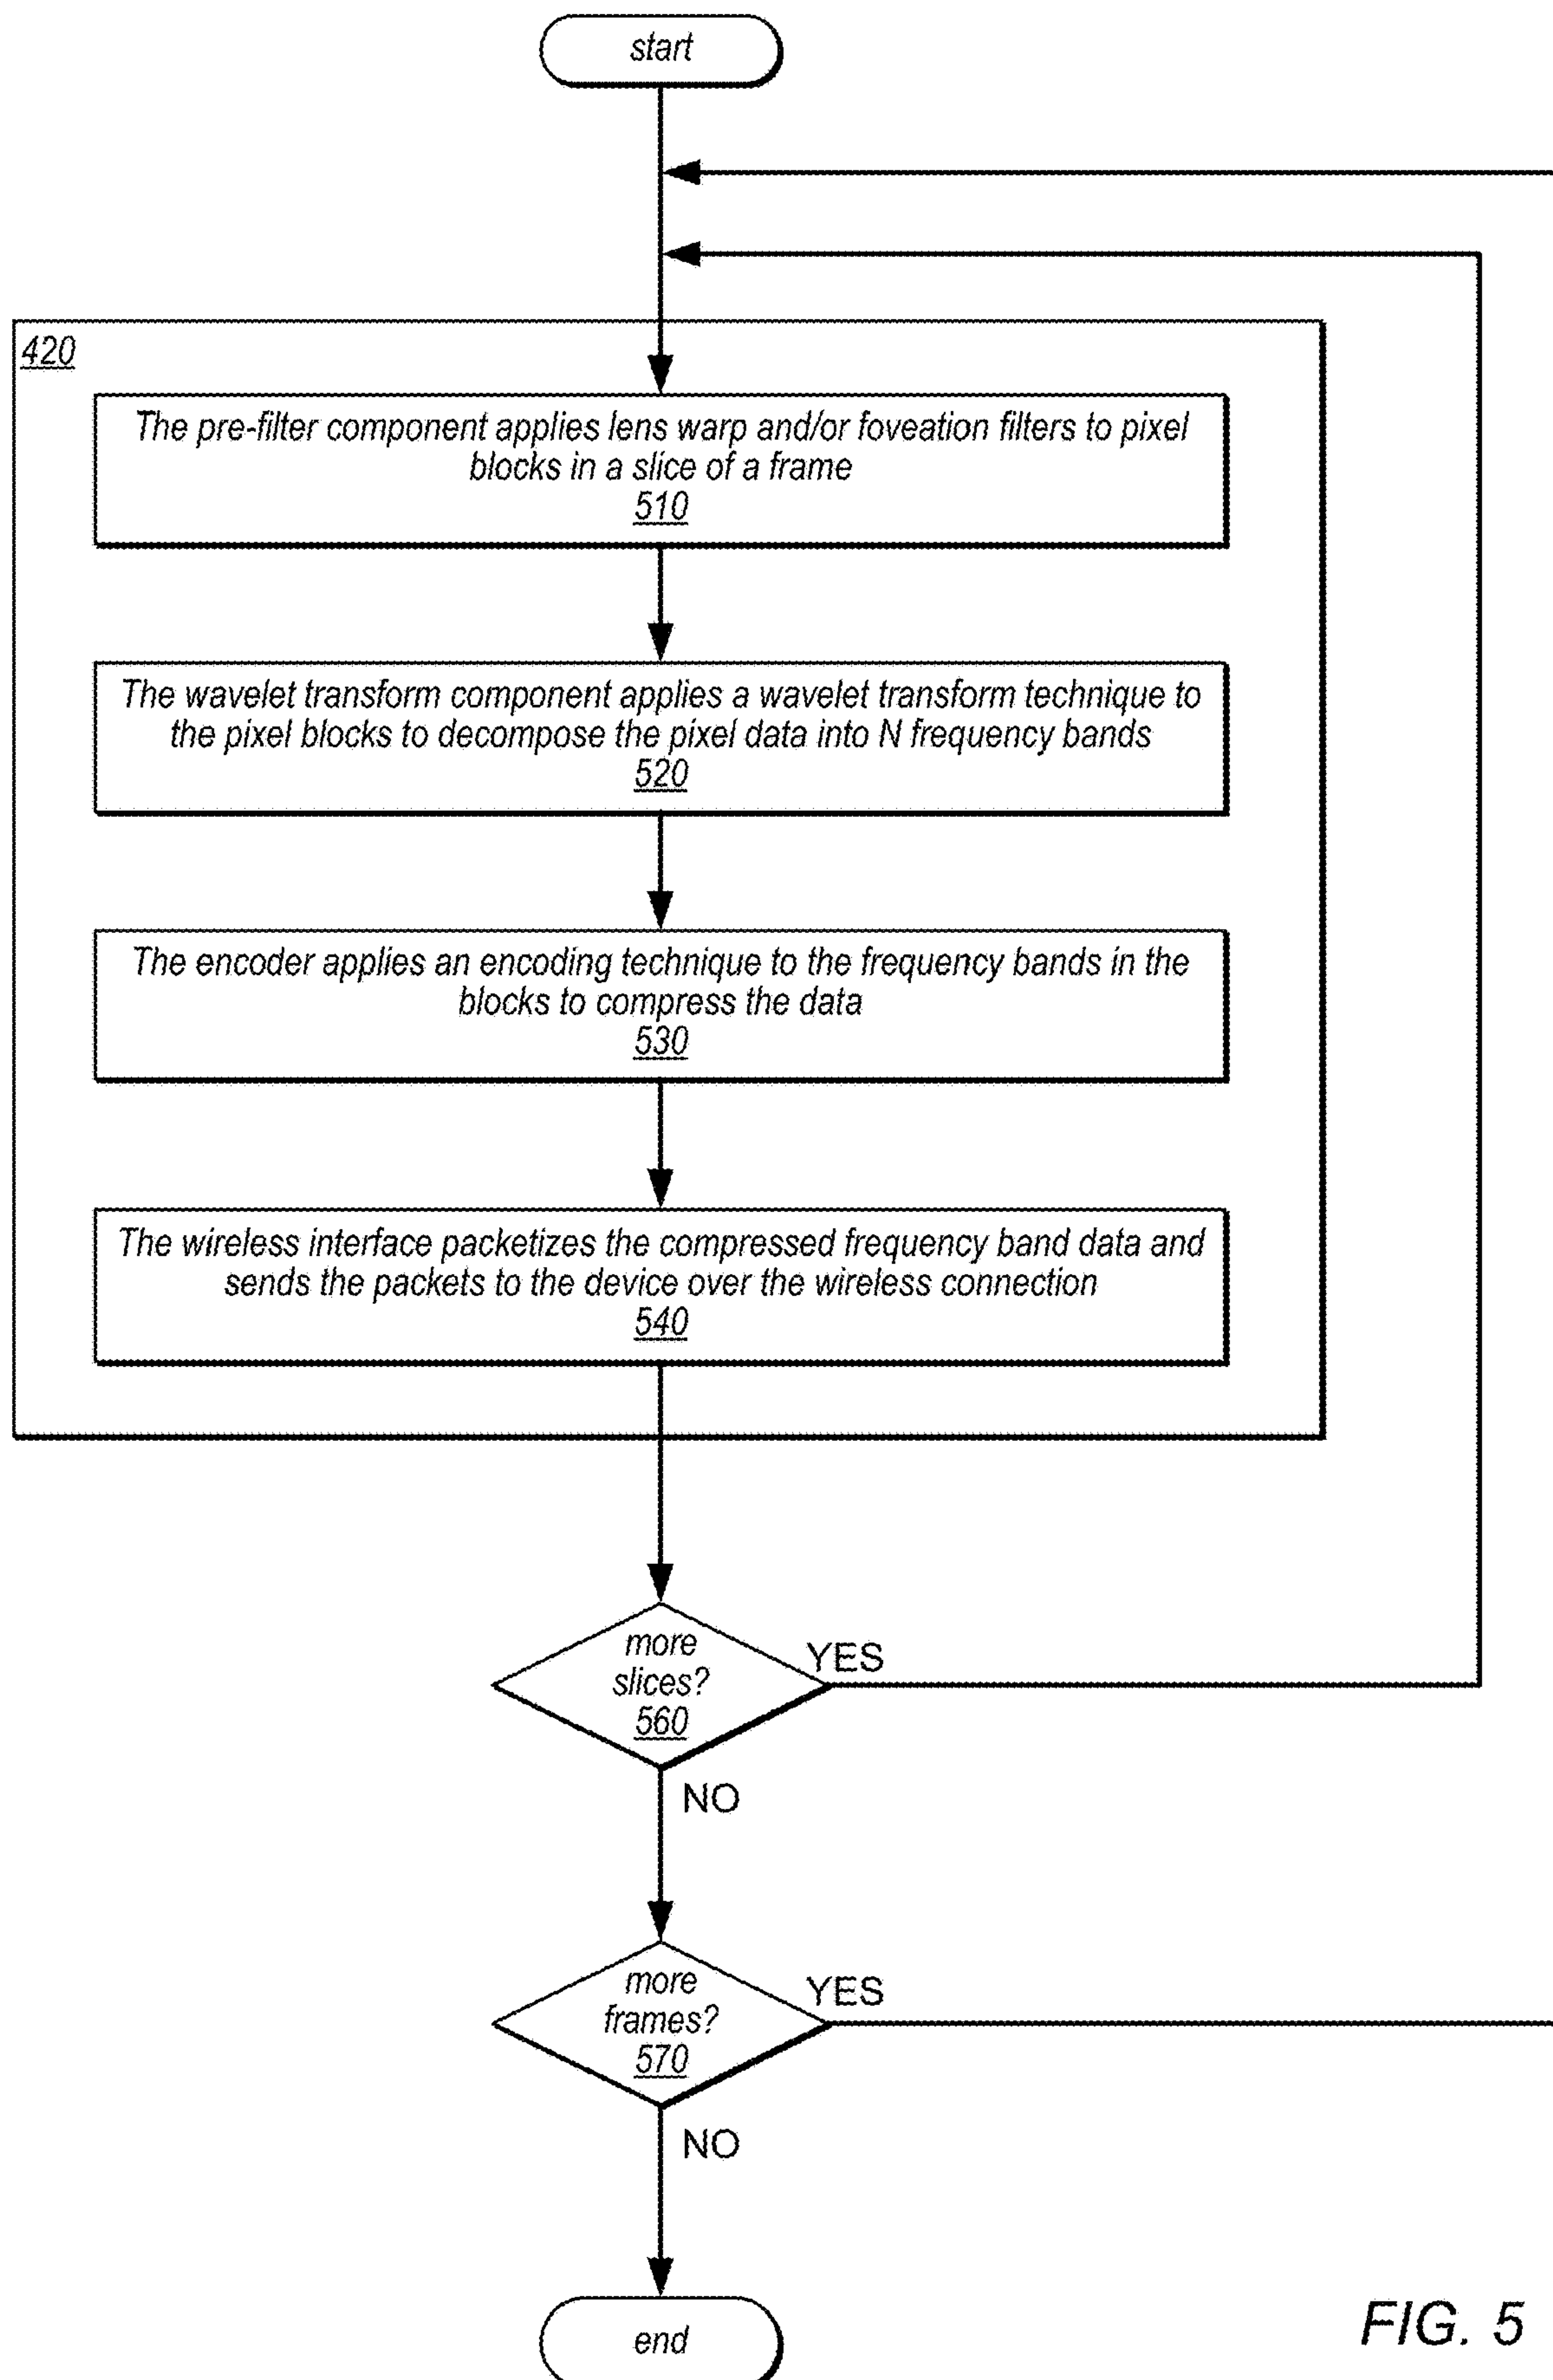 start
420
The pre-filter component applies lens warp and/or foveation filters to pixel
blocks in a slice of a frame
510
The wavelet transform component applies a wavelet transform technique to
the pixel blocks to decompose the pixel data into N frequency bands
520
The encoder applies an encoding technique to the frequency bands in the
blocks to compress the data
530
The wireless interface packetizes the compressed frequency band data and
sends the packets to the device over the wireless connection
540
more
slices?
560
YES
NO
more
frames?
570
YES
NO
end
FIG. 5